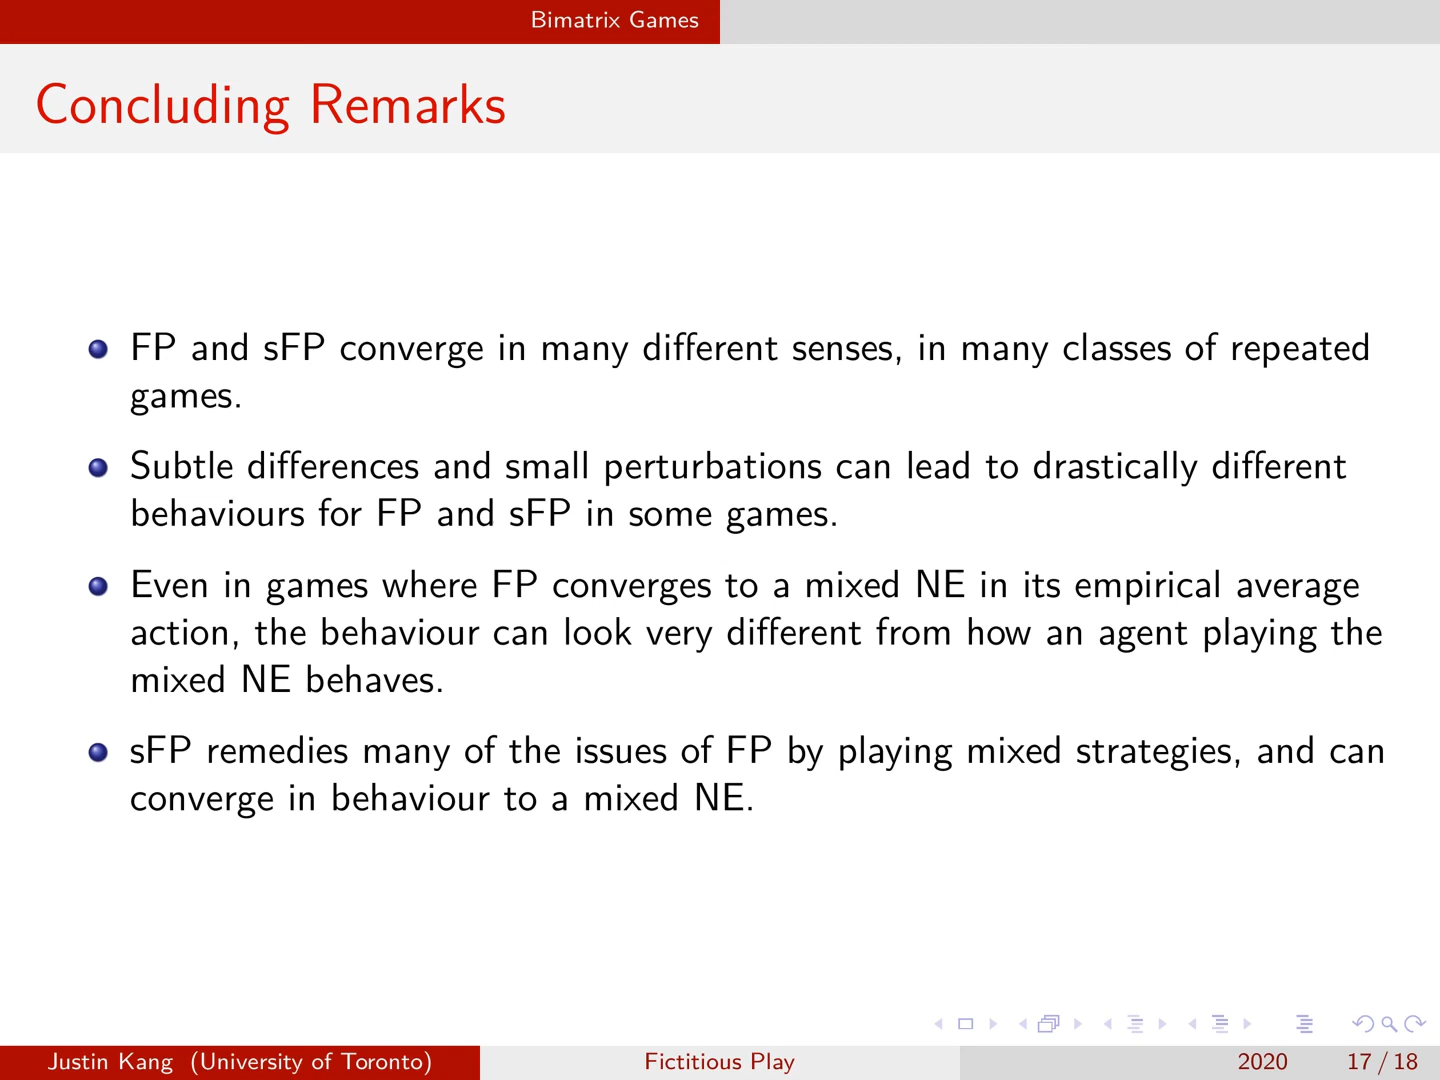 Bimatrix Games
Concluding Remarks
FP and sFP converge in many different senses, in many classes of repeated
games.
Subtle differences and small perturbations can lead to drastically different
behaviours for FP and sFP in some games.
Even in games where FP converges to a mixed NE in its empirical average
action, the behaviour can look very different from how an agent playing the
mixed NE behaves.
sFP remedies many of the issues of FP by playing mixed strategies, and can
converge in behaviour to a mixed NE.
Justin Kang (University of Toronto)
Fictitious Play
2020
17 / 18